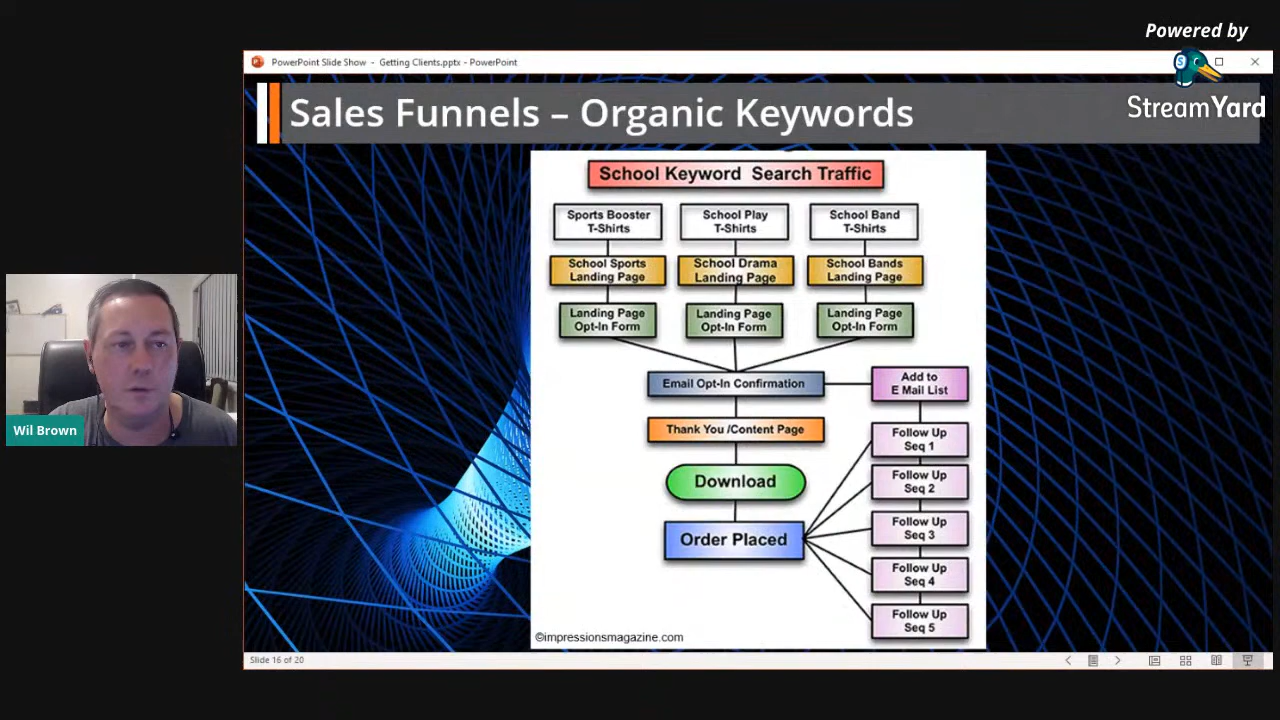 Powered by
StreamYard
PowerPoint Slide Show - Getting Clients.pptx - PowerPoint
Sales Funnels – Organic Keywords
School Keyword Search Traffic
Sports Booster
T-Shirts
School Play
T-Shirts
School Band
T-Shirts
School Sports
Landing Page
School Drama
Landing Page
School Bands
Landing Page
Landing Page
Opt-In Form
Landing Page
Opt-In Form
Landing Page
Opt-In Form
Email Opt-In Confirmation
Add to
E Mail List
Thank You /Content Page
Follow Up
Seq 1
Download
Follow Up
Seq 2
Order Placed
Follow Up
Seq 3
Follow Up
Seq 4
Follow Up
Seq 5
©impressionsmagazine.com
Wil Brown
Slide 16 of 20